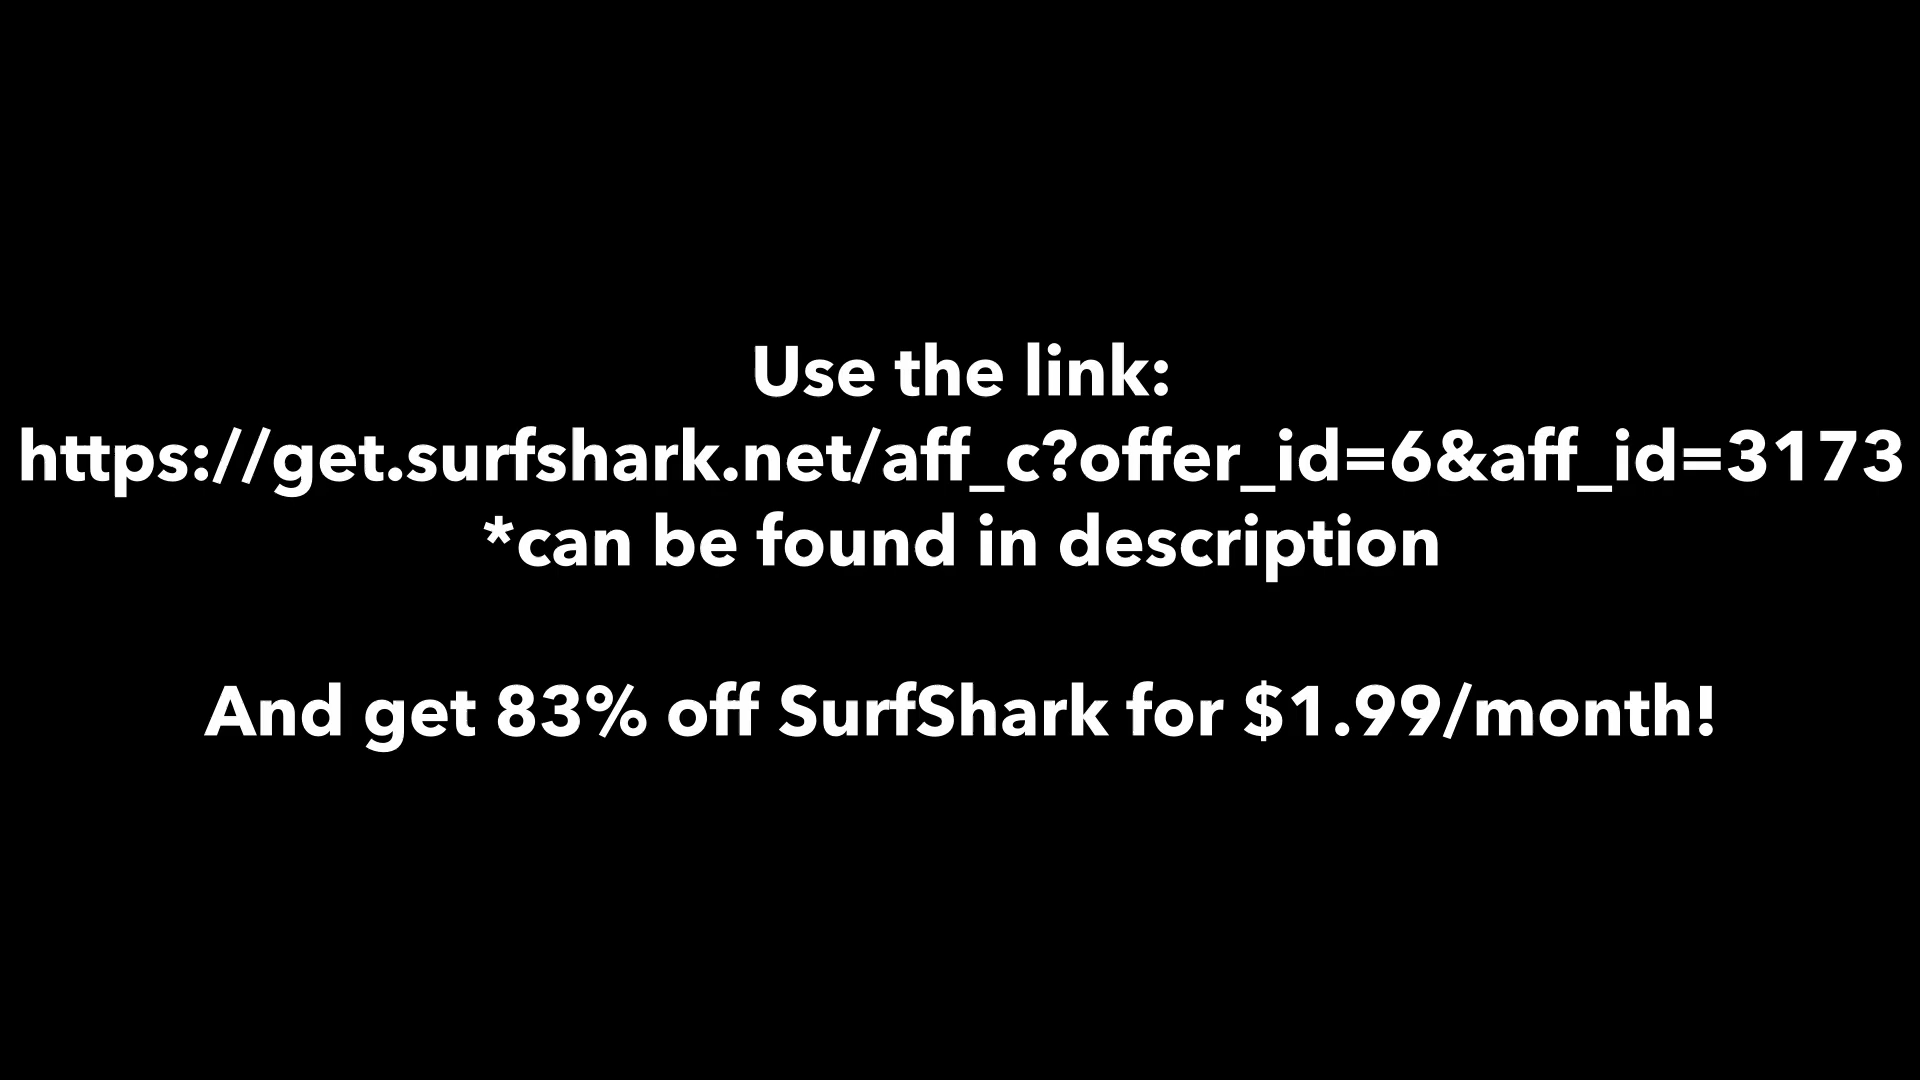 Use the link:
https://get.surfshark.net/aff_c?offer_id=6&aff_id=3173
*can be found in description
And get 83% off SurfShark for $1.99/month!